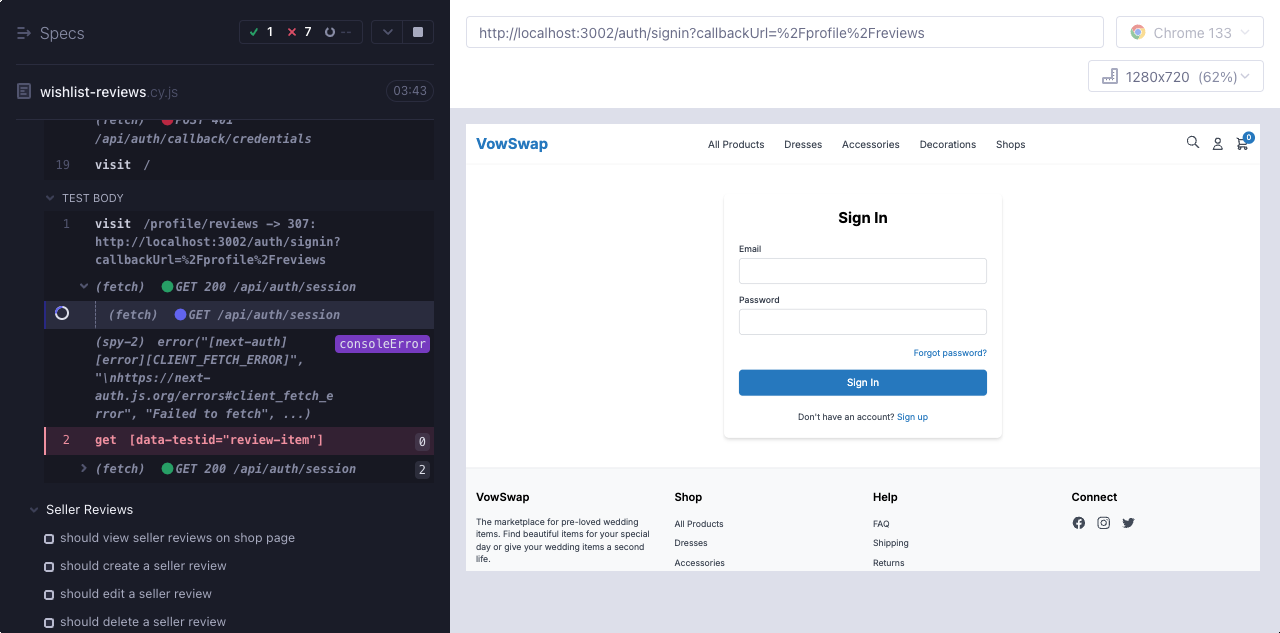 Specs
1
7
--
wishlist-reviews.cy.js
03:43
(fetch) POST 401
/api/auth/callback/credentials
19 visit /
TEST BODY
1 visit /profile/reviews -> 307:
http://localhost:3002/auth/signin?
callbackUrl=%2Fprofile%2Freviews
(fetch) GET 200 /api/auth/session
(fetch) GET /api/auth/session
(spy-2) error("[next-auth] consoleError
[error][CLIENT_FETCH_ERROR]",
"\nhttps://next-
auth.js.org/errors#client_fetch_e
rror", "Failed to fetch", ...)
2 get [data-testid="review-item"] 0
(fetch) GET 200 /api/auth/session 2
Seller Reviews
should view seller reviews on shop page
should create a seller review
should edit a seller review
should delete a seller review
http://localhost:3002/auth/signin?callbackUrl=%2Fprofile%2Freviews
Chrome 133
1280x720 (62%)
VowSwap
All Products Dresses Accessories Decorations Shops
0
Sign In
Email
Password
Forgot password?
Sign In
Don't have an account? Sign up
VowSwap
The marketplace for pre-loved wedding
items. Find beautiful items for your special
day or give your wedding items a second
life.
Shop
All Products
Dresses
Accessories
Help
FAQ
Shipping
Returns
Connect